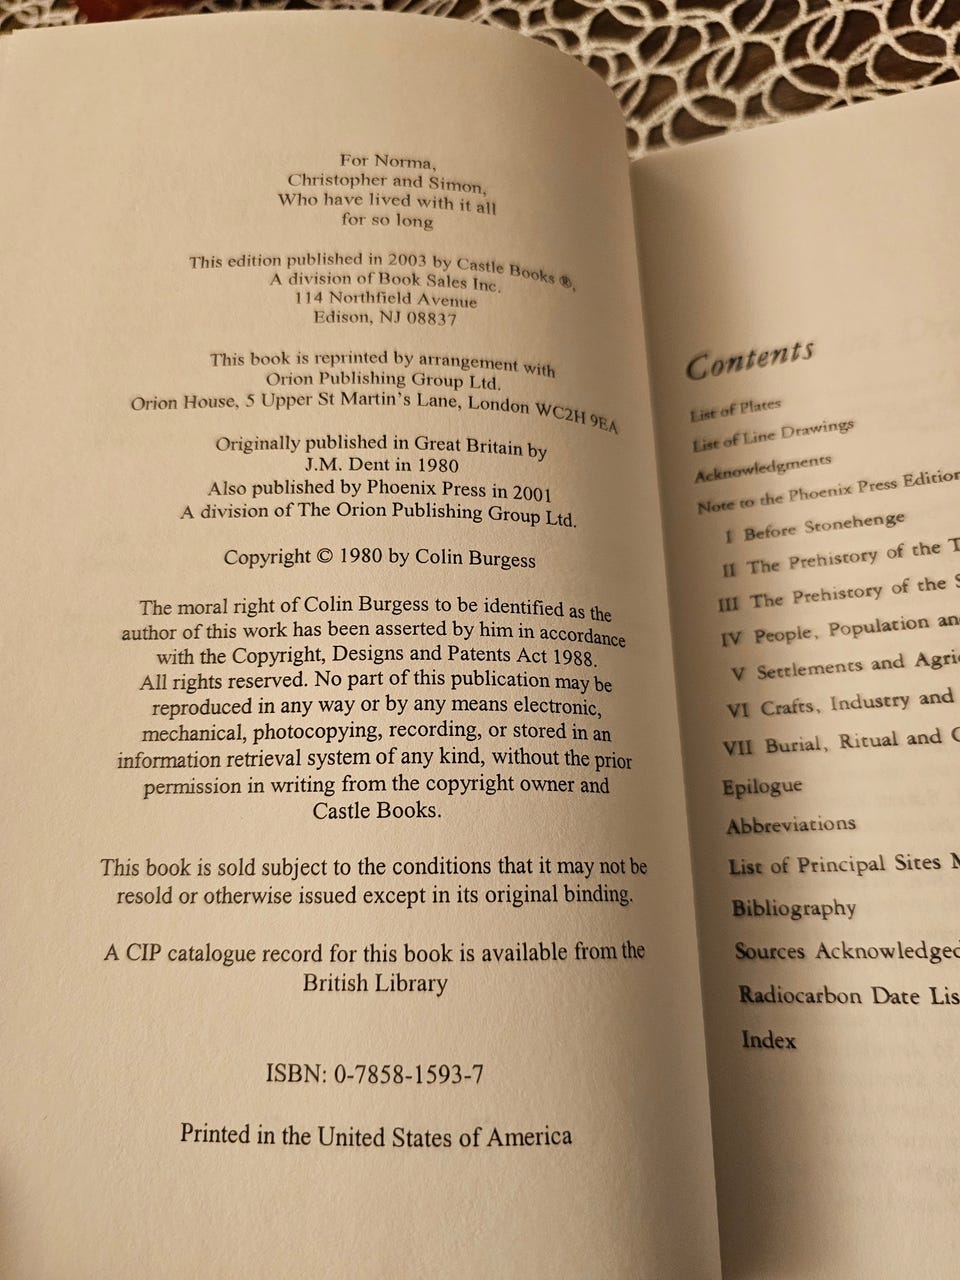 For Norma,
Christopher and Simon,
Who have lived with it all
for so long
This edition published in 2003 by Castle Books ®,
A division of Book Sales Inc.
114 Northfield Avenue
Edison, NJ 08837
This book is reprinted by arrangement with
Orion Publishing Group Ltd.
Orion House, 5 Upper St Martin's Lane, London WC2H 9EA
Originally published in Great Britain by
J.M. Dent in 1980
Also published by Phoenix Press in 2001
A division of The Orion Publishing Group Ltd.
Copyright © 1980 by Colin Burgess
The moral right of Colin Burgess to be identified as the
author of this work has been asserted by him in accordance
with the Copyright, Designs and Patents Act 1988.
All rights reserved. No part of this publication may be
reproduced in any way or by any means electronic,
mechanical, photocopying, recording, or stored in an
information retrieval system of any kind, without the prior
permission in writing from the copyright owner and
Castle Books.
This book is sold subject to the conditions that it may not be
resold or otherwise issued except in its original binding.
A CIP catalogue record for this book is available from the
British Library
ISBN: 0-7858-1593-7
Printed in the United States of America
Contents
List of Plates
List of Line Drawings
Acknowledgments
Note to the Phoenix Press Edition
I Before Stonehenge
II The Prehistory of the
III The Prehistory of the
IV People, Population
V Settlements and
VI Crafts, Industry and
VII Burial, Ritual and
Epilogue
Abbreviations
List of Principal Sites
Bibliography
Sources Acknowledged
Radiocarbon Date
Index